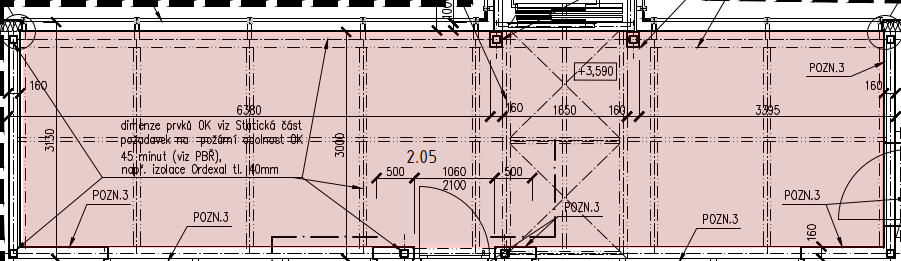 100
+3,590
POZN.3
160
160
6380
160
1650
160
3395
dimenze prvků OK viz Statická část
požadavek na požární odolnost OK
45 minut (viz PBŘ),
např. izolace Ordexal tl. 40mm
3130
3000
2.05
500
1060
500
2100
POZN.3
POZN.3
POZN.3
POZN.3
POZN.3
160